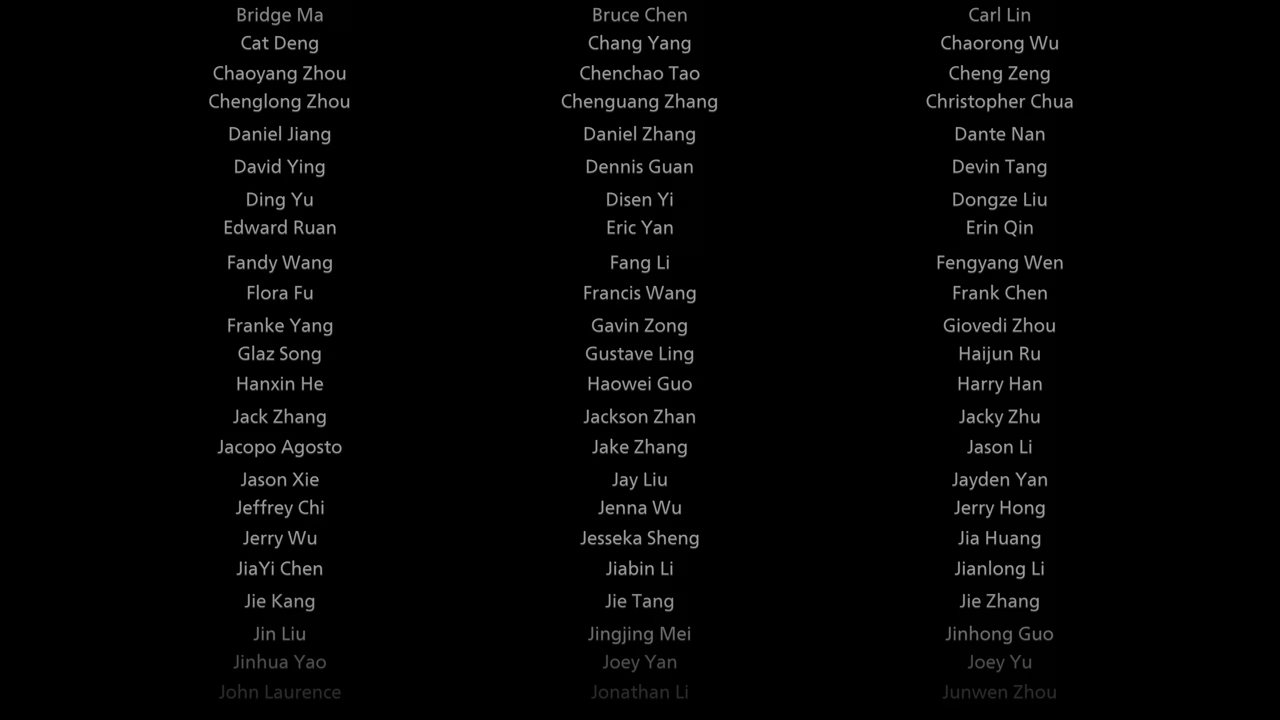 Bridge Ma Bruce Chen Carl Lin
Cat Deng Chang Yang Chaorong Wu
Chaoyang Zhou Chenchao Tao Cheng Zeng
Chenglong Zhou Chenguang Zhang Christopher Chua
Daniel Jiang Daniel Zhang Dante Nan
David Ying Dennis Guan Devin Tang
Ding Yu Disen Yi Dongze Liu
Edward Ruan Eric Yan Erin Qin
Fandy Wang Fang Li Fengyang Wen
Flora Fu Francis Wang Frank Chen
Franke Yang Gavin Zong Giovedi Zhou
Glaz Song Gustave Ling Haijun Ru
Hanxin He Haowei Guo Harry Han
Jack Zhang Jackson Zhan Jacky Zhu
Jacopo Agosto Jake Zhang Jason Li
Jason Xie Jay Liu Jayden Yan
Jeffrey Chi Jenna Wu Jerry Hong
Jerry Wu Jesseka Sheng Jia Huang
JiaYi Chen Jiabin Li Jianlong Li
Jie Kang Jie Tang Jie Zhang
Jin Liu Jingjing Mei Jinhong Guo
Jinhua Yao Joey Yan Joey Yu
John Laurence Jonathan Li Junwen Zhou